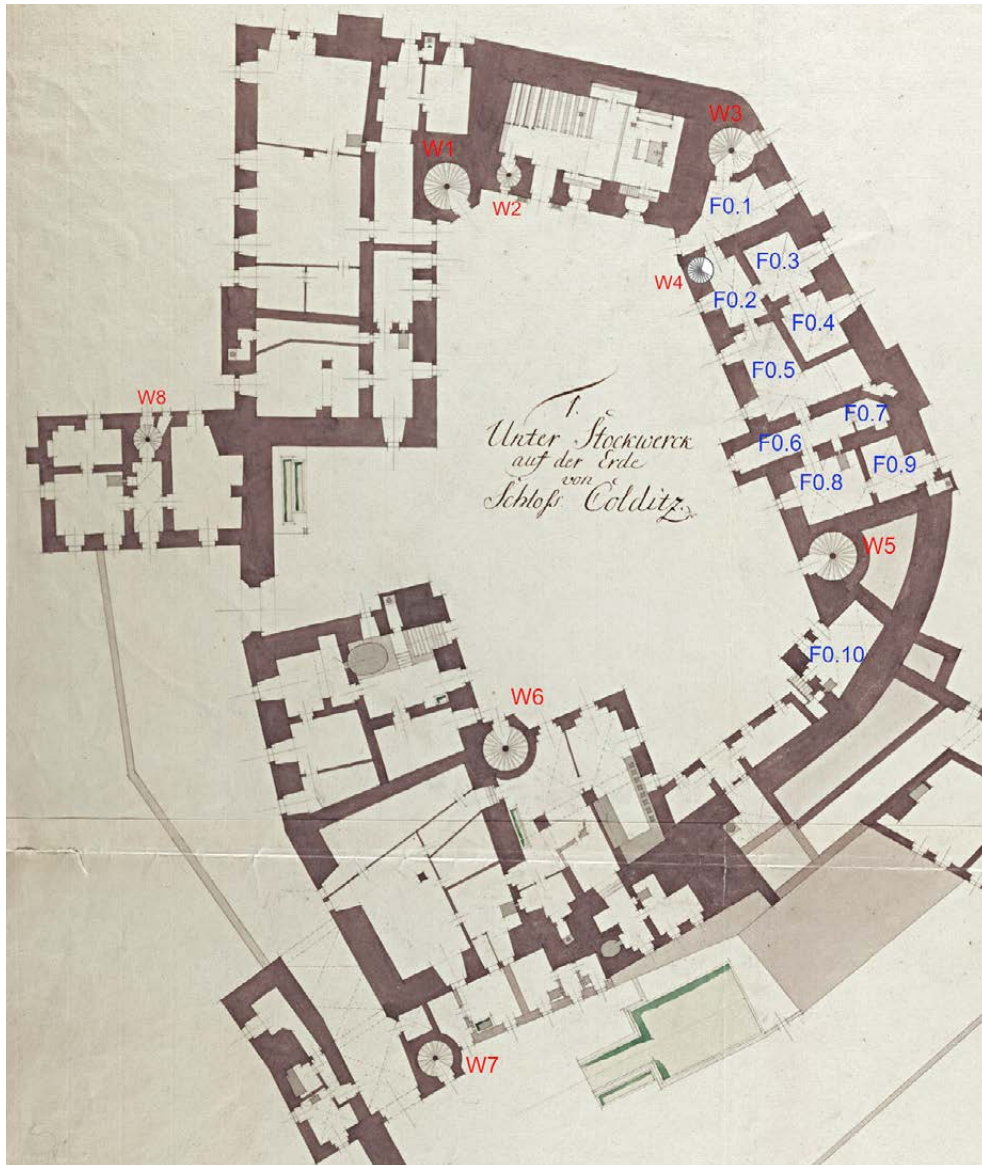 W3
W1
F0.1
W2
F0.3
W4
F0.2
F0.4
F0.5
1.
Unter Stockwerck
auf der Erde
von
Schloss Colditz.
W8
F0.7
F0.6
F0.8
F0.9
W5
F0.10
W6
W7